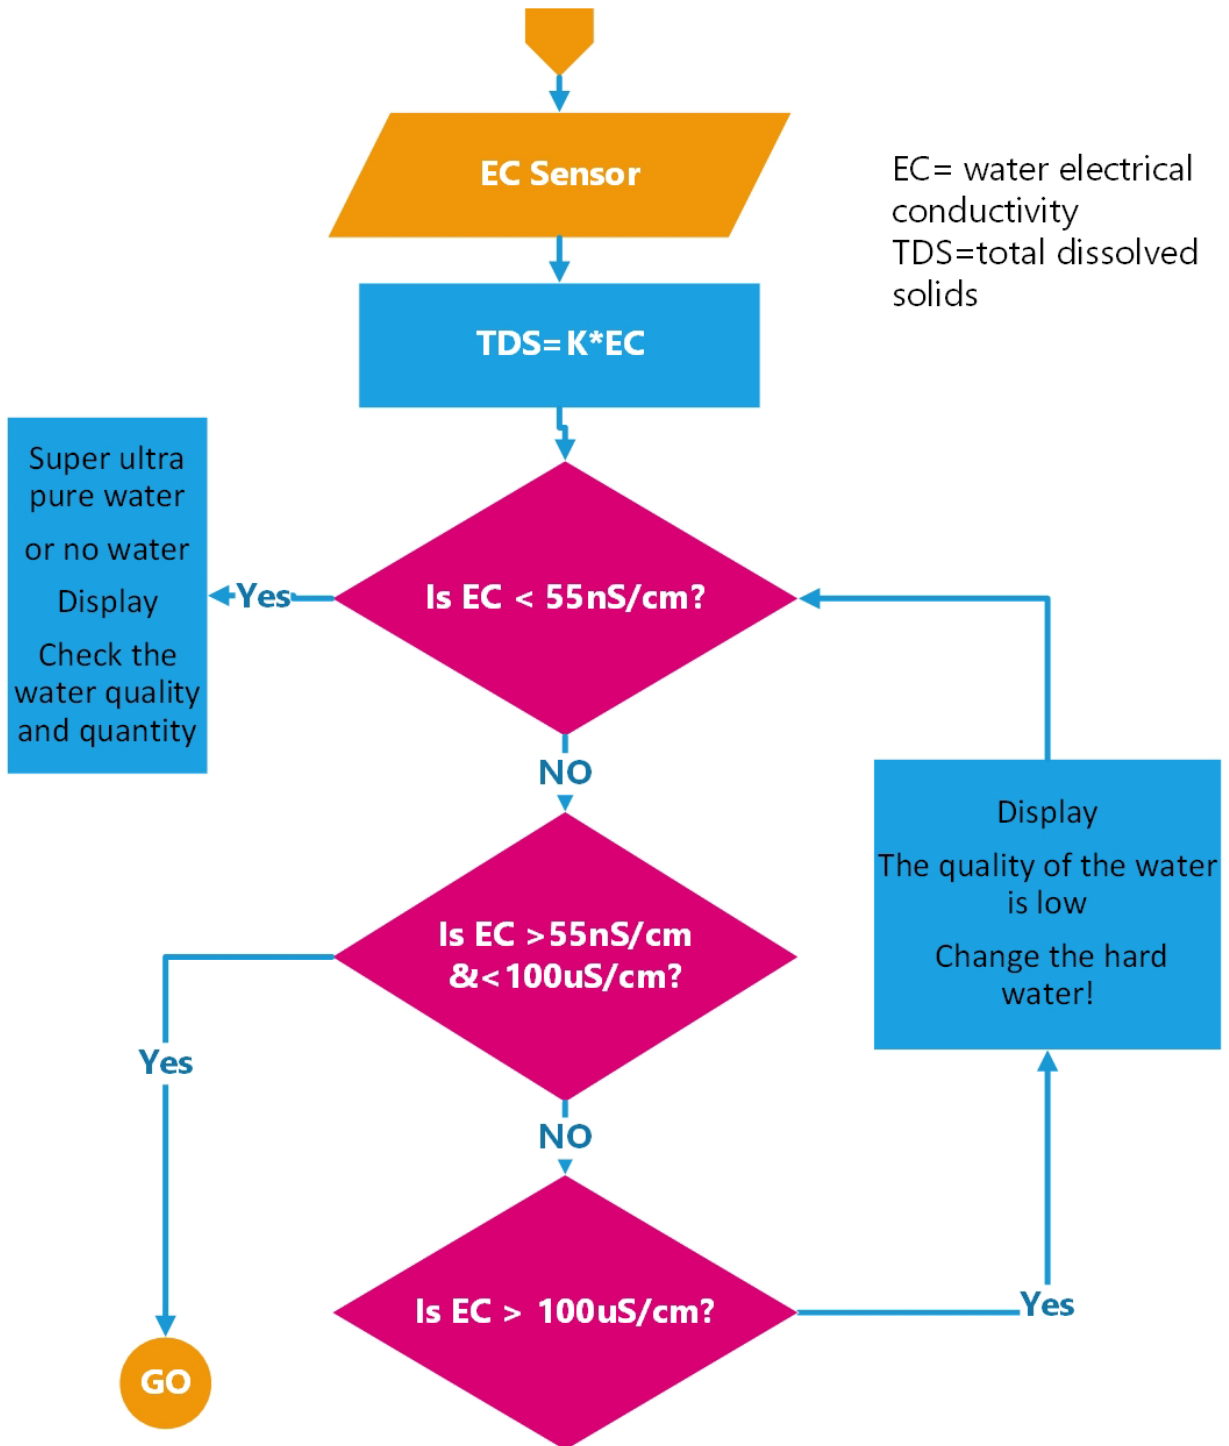 EC Sensor
EC= water electrical
conductivity
TDS=total dissolved
solids
TDS=K*EC
Super ultra
pure water
or no water
Display
Check the
water quality
and quantity
Yes
Is EC < 55nS/cm?
NO
Display
The quality of the water
is low
Change the hard
water!
Is EC >55nS/cm
&<100uS/cm?
Yes
NO
Is EC > 100uS/cm?
Yes
GO